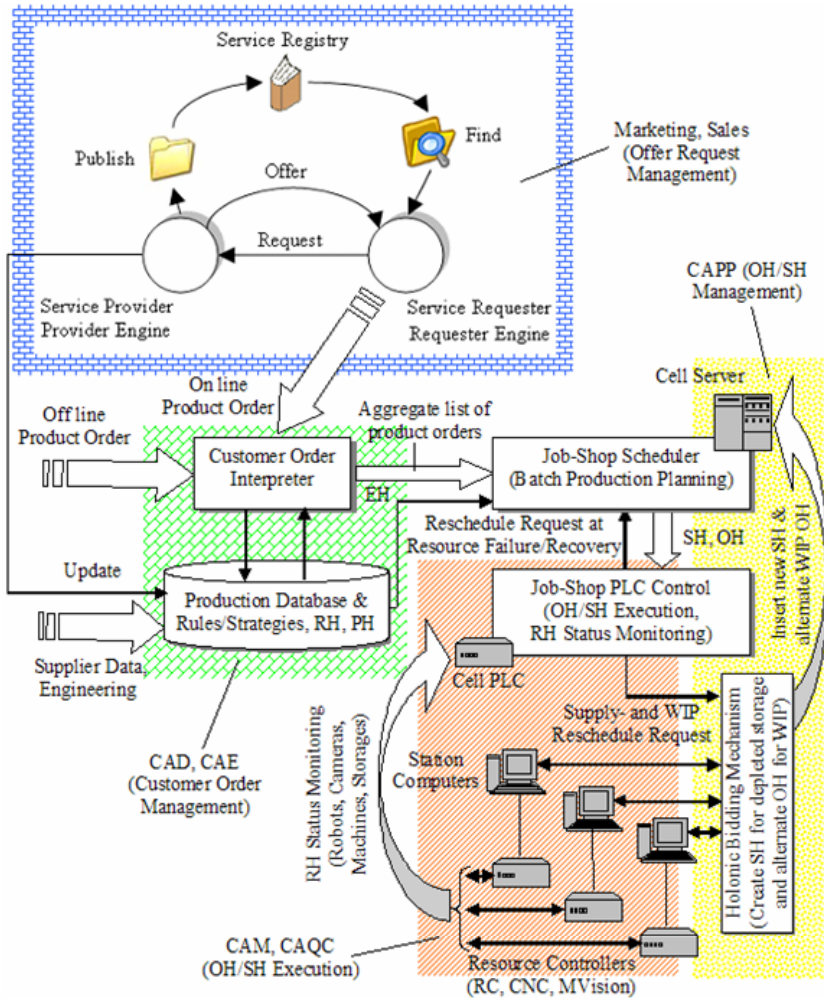 Service Registry
Publish
Find
Offer
Request
Service Provider
Provider Engine
Service Requester
Requester Engine
Marketing, Sales
(Offer Request
Management)
CAPP (OH/SH
Management)
Cell Server
On line
Product Order
Off line
Product Order
Aggregate list of
product orders
Customer Order
Interpreter
EH
Job-Shop Scheduler
(Batch Production Planning)
Reschedule Request at
Resource Failure/Recovery
SH, OH
Insert new SH &
alternate WIP OH
Update
Production Database &
Rules/Strategies, RH, PH
Supplier Data,
Engineering
Job-Shop PLC Control
(OH/SH Execution,
RH Status Monitoring)
Cell PLC
Supply- and WIP
Reschedule Request
CAD, CAE
(Customer Order
Management)
RH Status Monitoring
(Robots, Cameras,
Machines, Storages)
Station
Computers
Holonic Bidding Mechanism
(Create SH for depleted storage
and alternate OH for WIP)
CAM, CAQC
(OH/SH Execution)
Resource Controllers
(RC, CNC, MVision)